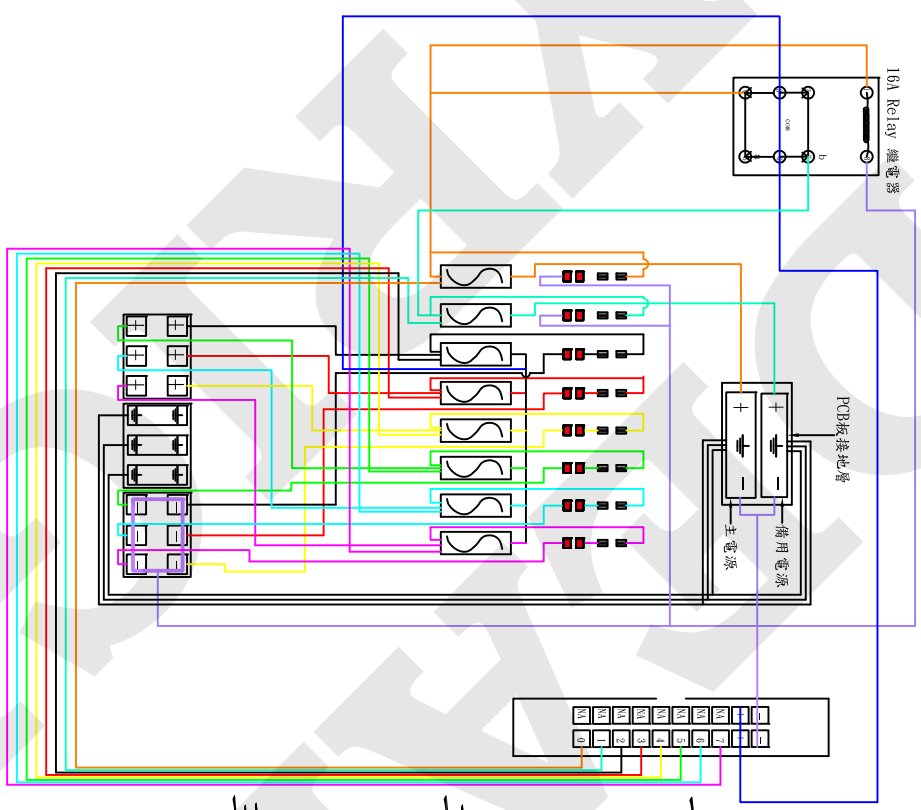 16A Relay 繼電器
COM
b
PCB板接地層
備用電源
主電源
+ -
+ -
+ + - -
+ + - -
+ + - -
NA NA NA NA NA NA NA NA + -
0 1 2 3 4 5 6 7 + -